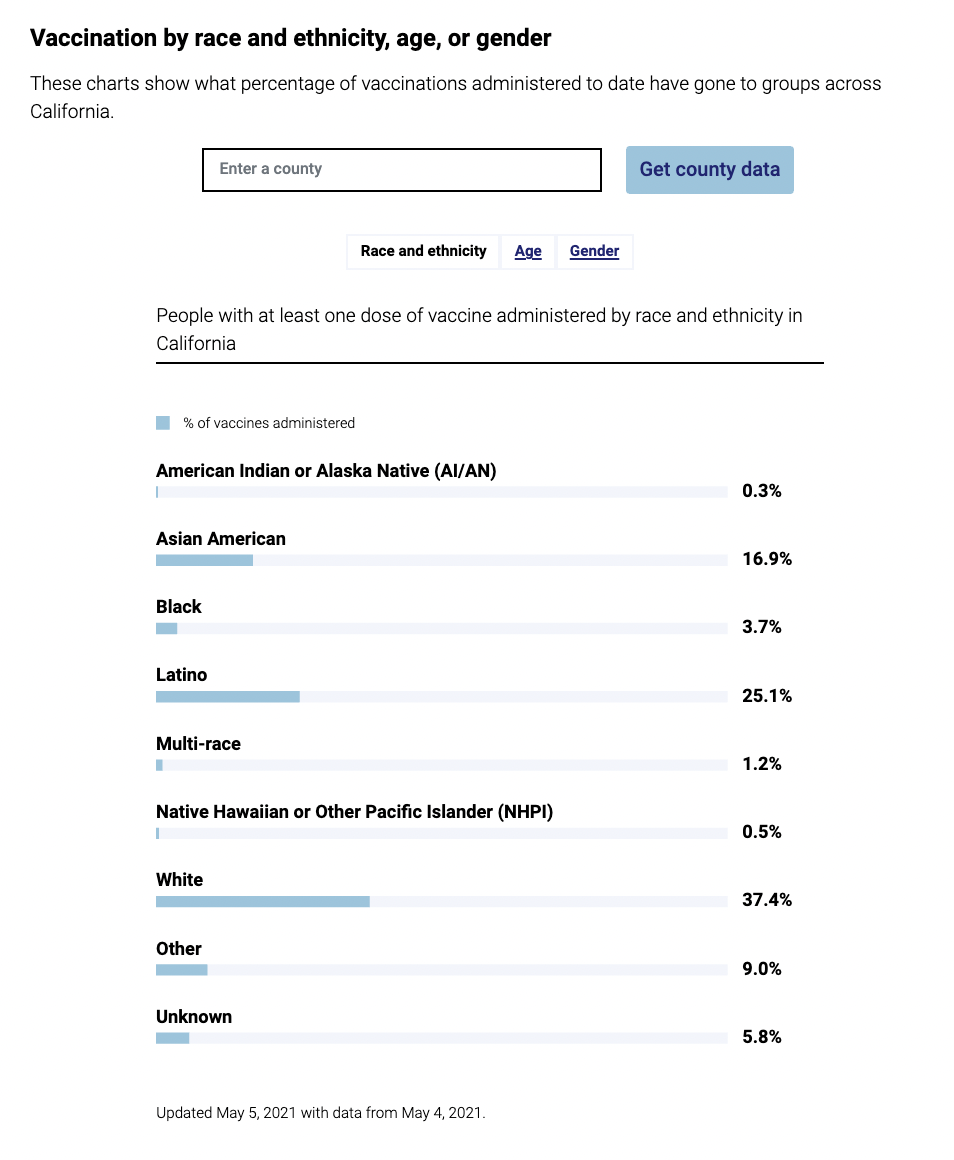 Vaccination by race and ethnicity, age, or gender
These charts show what percentage of vaccinations administered to date have gone to groups across
California.
Enter a county
Get county data
Race and ethnicity
Age
Gender
People with at least one dose of vaccine administered by race and ethnicity in
California
% of vaccines administered
American Indian or Alaska Native (AI/AN)
0.3%
Asian American
16.9%
Black
3.7%
Latino
25.1%
Multi-race
1.2%
Native Hawaiian or Other Pacific Islander (NHPI)
0.5%
White
37.4%
Other
9.0%
Unknown
5.8%
Updated May 5, 2021 with data from May 4, 2021.